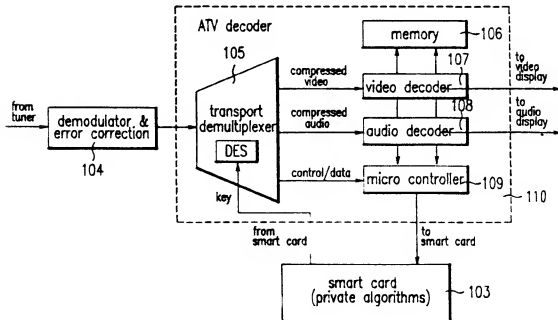 ATV decoder
memory
106
105
107
compressed
video
video decoder
to
video
display
108
from
tuner
demodulator &
error correction
104
transport
demultiplexer
DES
compressed
audio
audio decoder
to
audio
display
control/data
micro controller
109
key
110
from
smart card
to
smart card
smart card
(private algorithms)
103